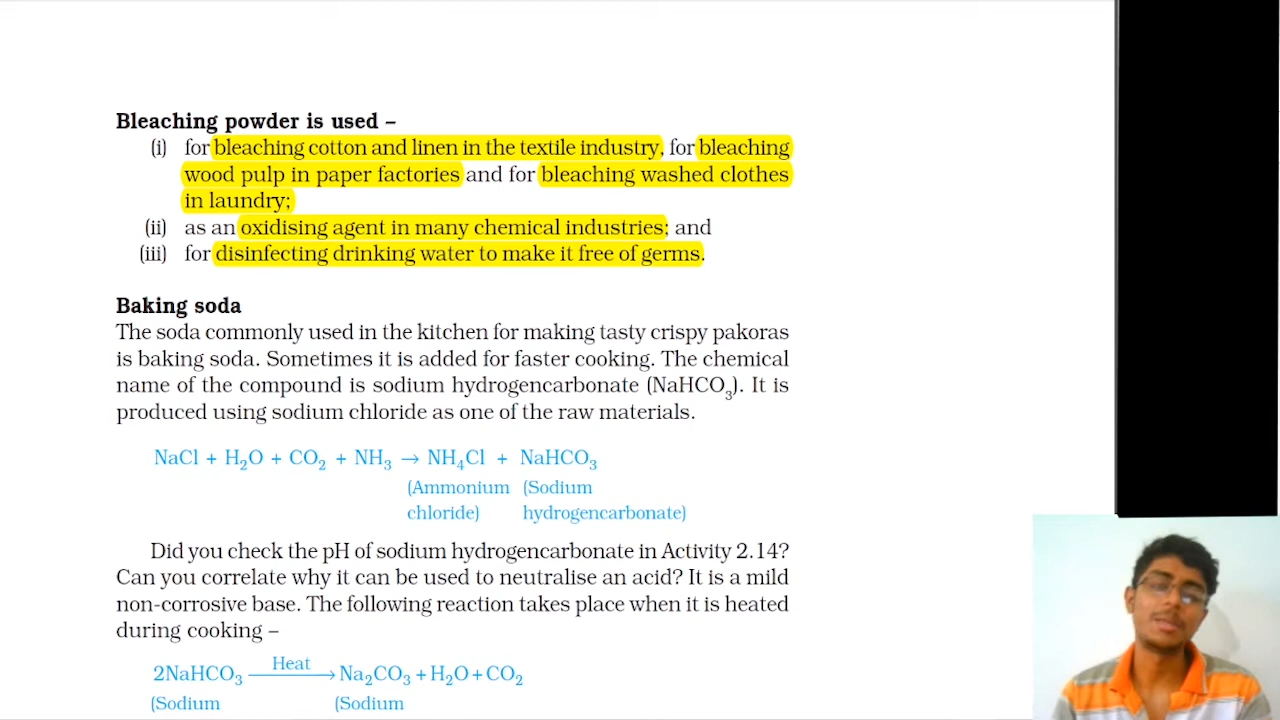 Bleaching powder is used –
(i) for bleaching cotton and linen in the textile industry, for bleaching
wood pulp in paper factories and for bleaching washed clothes
in laundry;
(ii) as an oxidising agent in many chemical industries; and
(iii) for disinfecting drinking water to make it free of germs.
Baking soda
The soda commonly used in the kitchen for making tasty crispy pakoras
is baking soda. Sometimes it is added for faster cooking. The chemical
name of the compound is sodium hydrogencarbonate (NaHCO₃). It is
produced using sodium chloride as one of the raw materials.
NaCl + H₂O + CO₂ + NH₃ → NH₄Cl + NaHCO₃
(Ammonium (Sodium
chloride) hydrogencarbonate)
Did you check the pH of sodium hydrogencarbonate in Activity 2.14?
Can you correlate why it can be used to neutralise an acid? It is a mild
non-corrosive base. The following reaction takes place when it is heated
during cooking –
Heat
2NaHCO₃ → Na₂CO₃ + H₂O + CO₂
(Sodium (Sodium